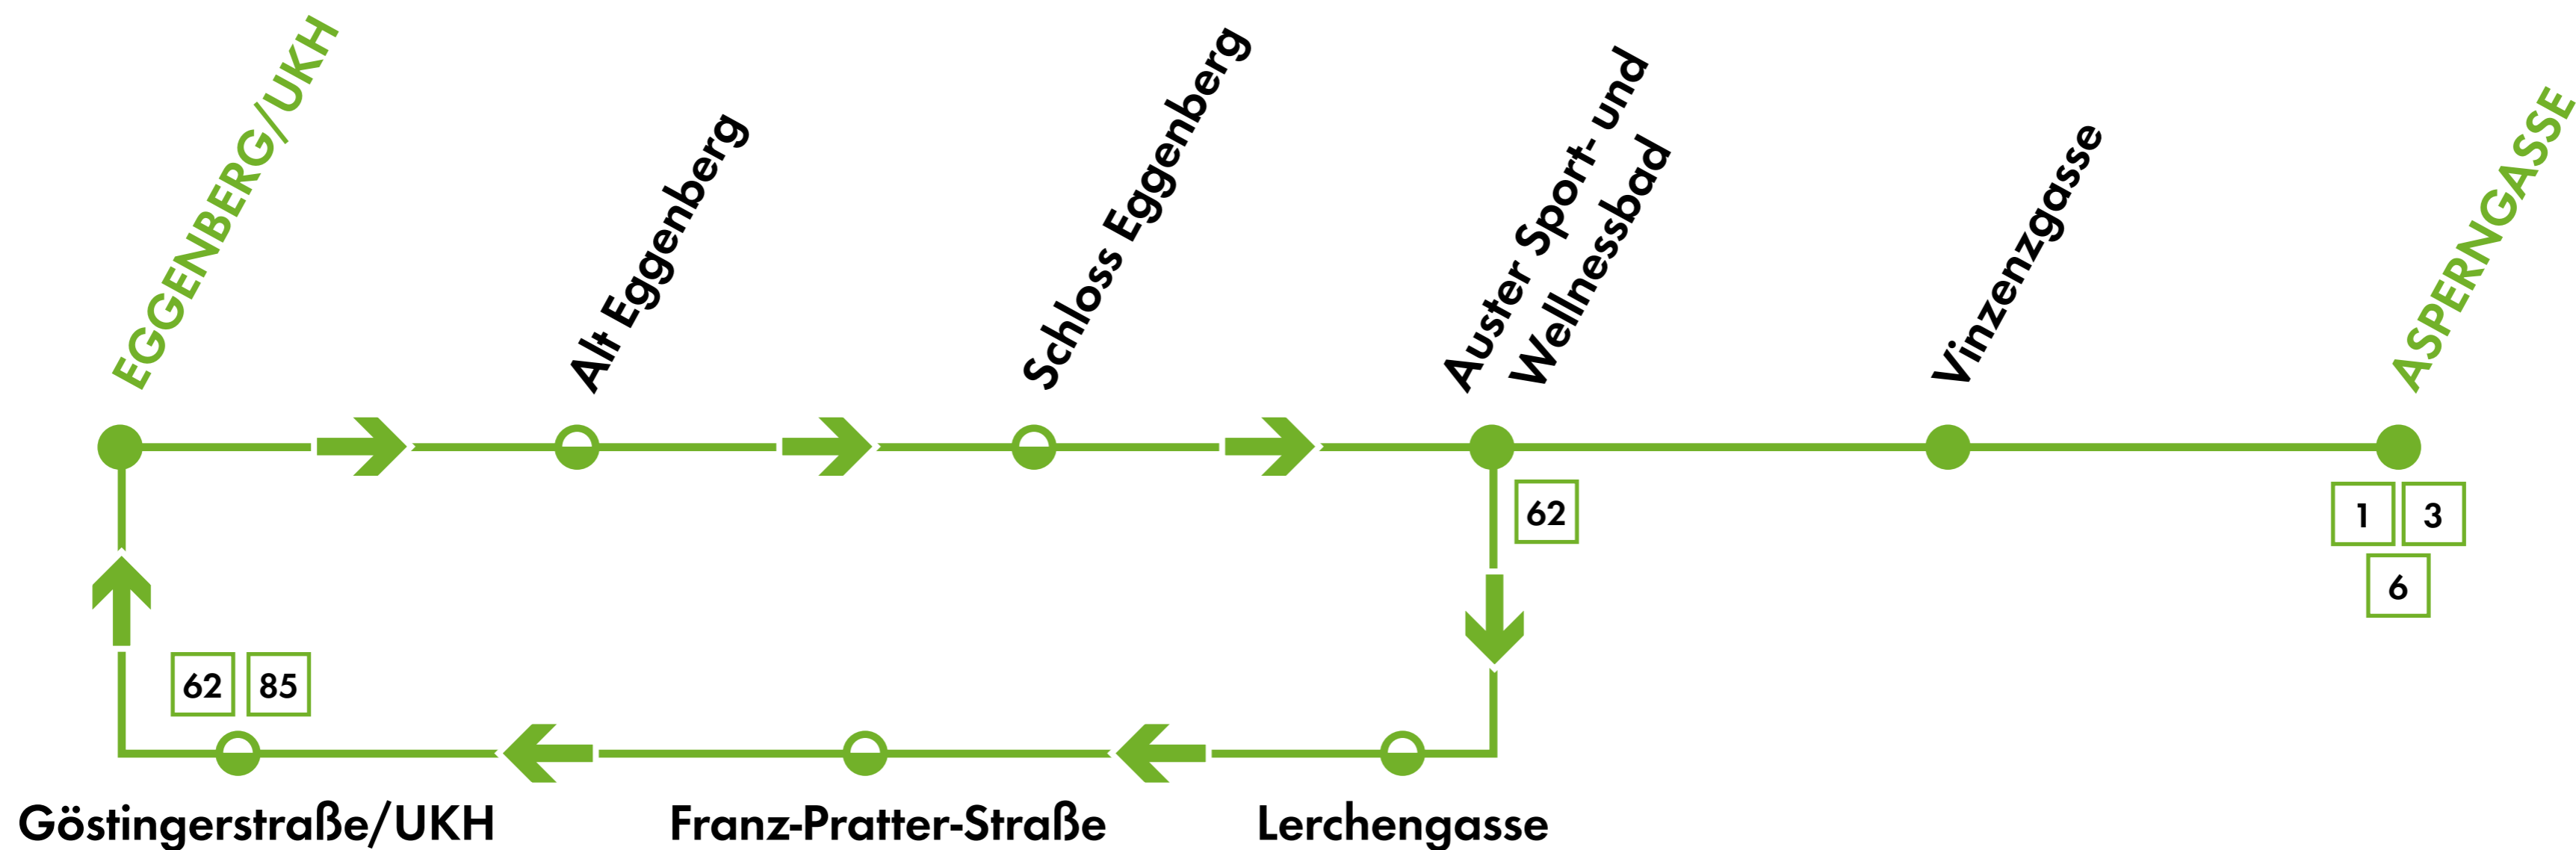 EGGENBERG/UKH
Alt Eggenberg
Schloss Eggenberg
Auster Sport- und
Wellnessbad
Vinzenzgasse
ASPERNGASSE
62
1 3
6
62 85
Göstingerstraße/UKH
Franz-Pratter-Straße
Lerchengasse